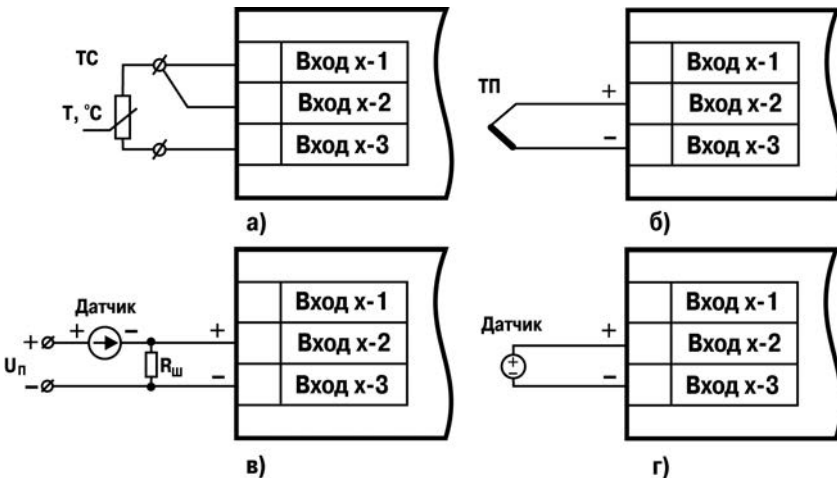 ТС
T, °C
Вход x-1
Вход x-2
Вход x-3
а)
ТП
+
–
Вход x-1
Вход x-2
Вход x-3
б)
Датчик
+
+
–
+
Uп
Rш
–
–
Вход x-1
Вход x-2
Вход x-3
в)
Датчик
+
–
+
–
Вход x-1
Вход x-2
Вход x-3
г)